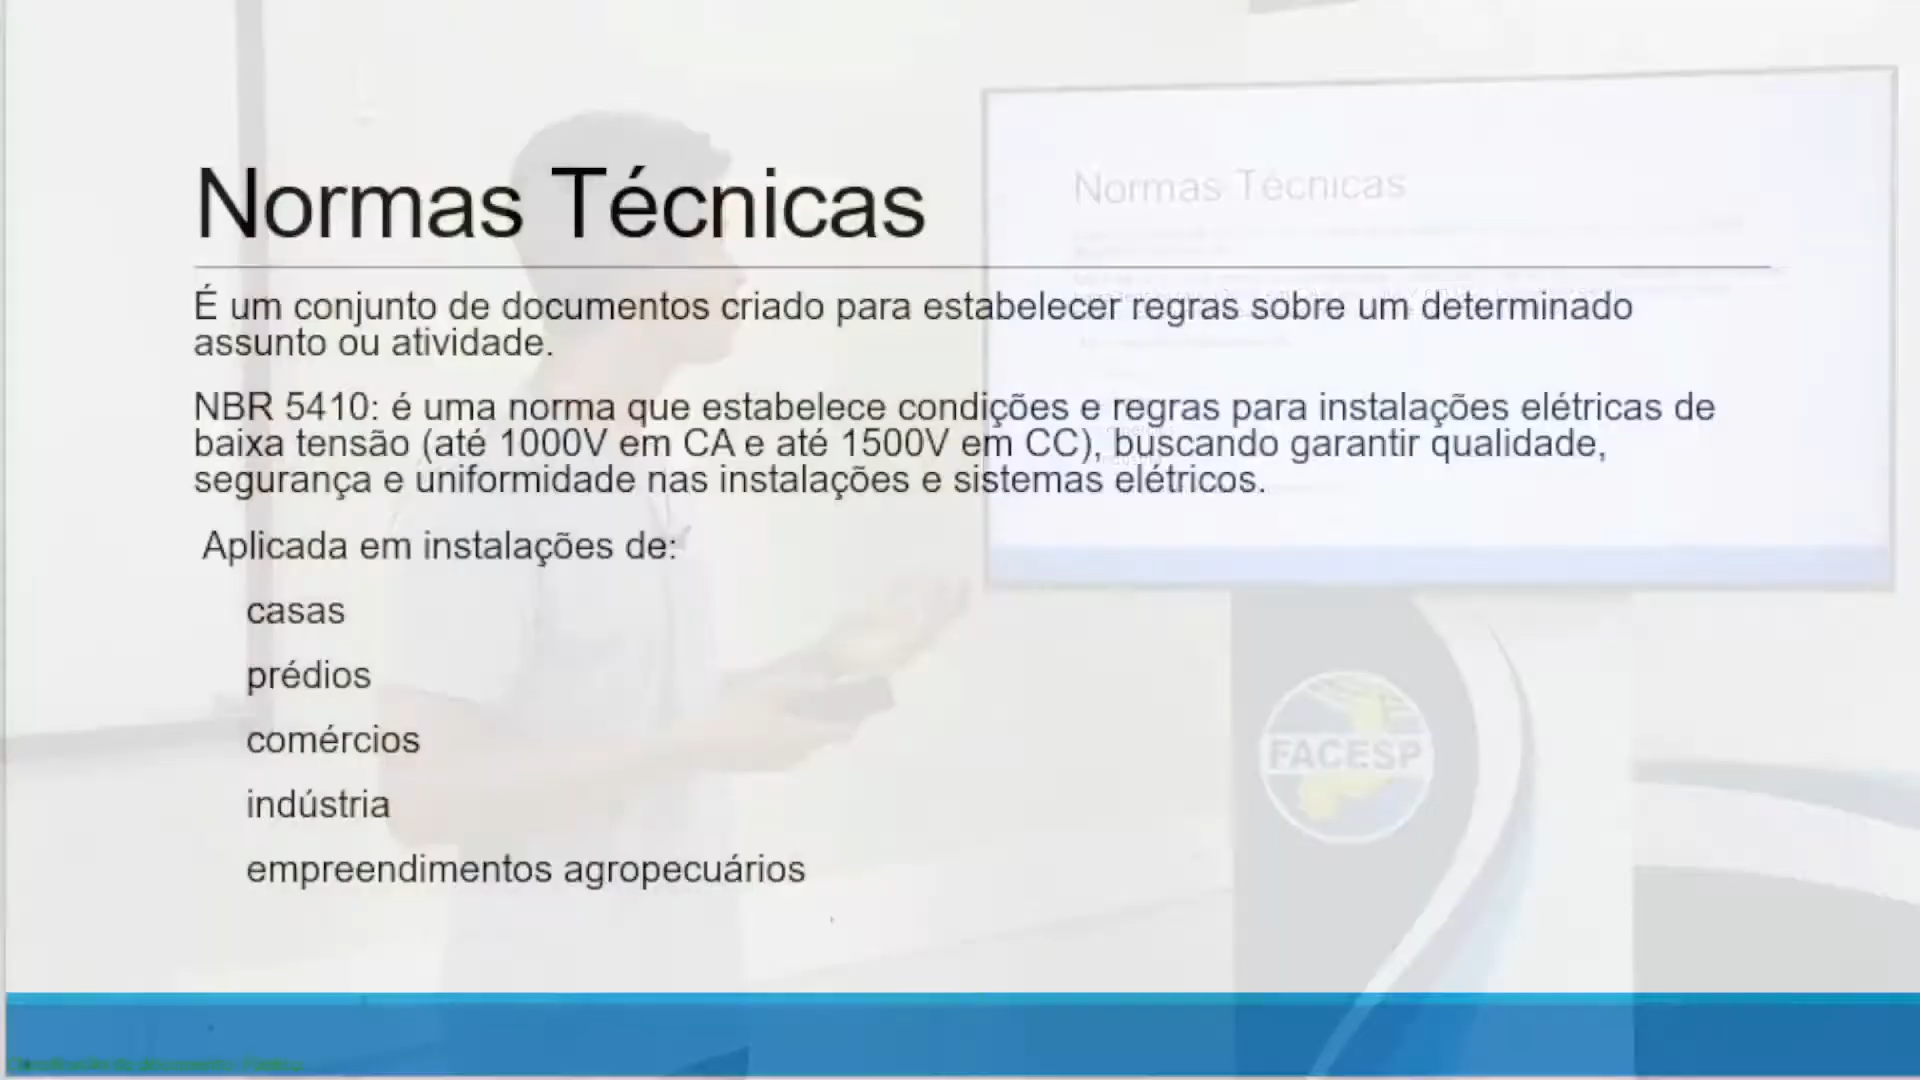 Normas Técnicas
É um conjunto de documentos criado para estabelecer regras sobre um determinado
assunto ou atividade.
NBR 5410: é uma norma que estabelece condições e regras para instalações elétricas de
baixa tensão (até 1000V em CA e até 1500V em CC), buscando garantir qualidade,
segurança e uniformidade nas instalações e sistemas elétricos.
Aplicada em instalações de:
casas
prédios
comércios
indústria
empreendimentos agropecuários
Normas Técnicas
FACESP